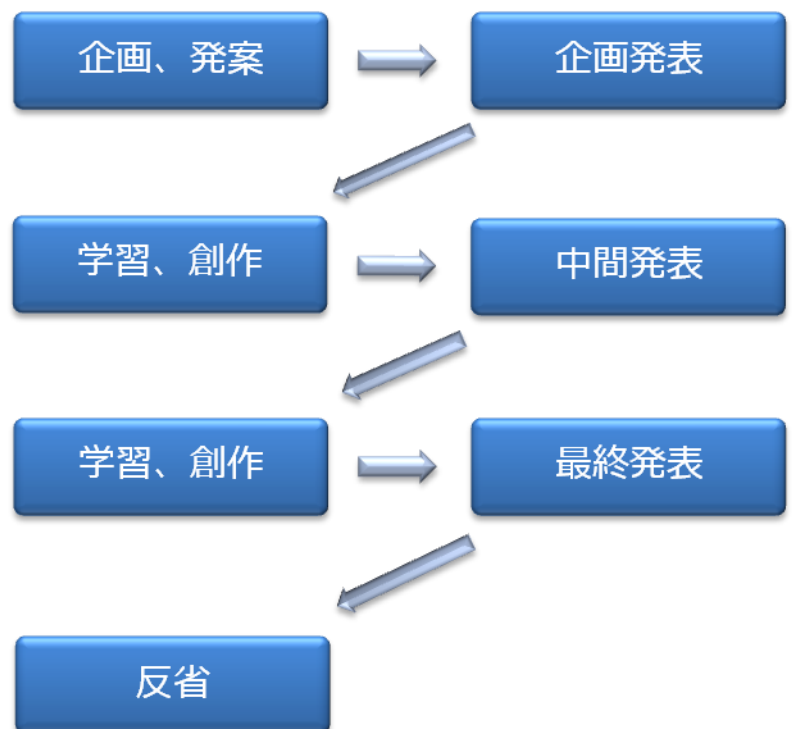 企画、発案
企画発表
学習、創作
中間発表
学習、創作
最終発表
反省